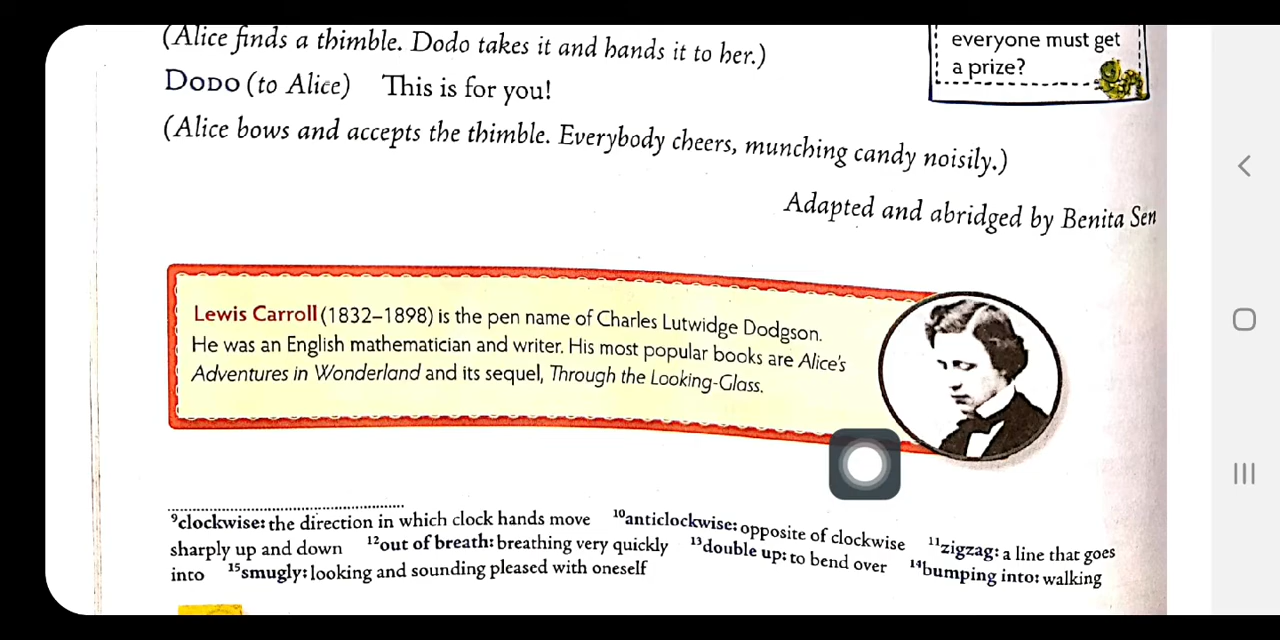 (Alice finds a thimble. Dodo takes it and hands it to her.)
everyone must get
a prize?
DODO (to Alice) This is for you!
(Alice bows and accepts the thimble. Everybody cheers, munching candy noisily.)
Adapted and abridged by Benita Sen
Lewis Carroll (1832–1898) is the pen name of Charles Lutwidge Dodgson.
He was an English mathematician and writer. His most popular books are Alice's
Adventures in Wonderland and its sequel, Through the Looking-Glass.
⁹clockwise: the direction in which clock hands move ¹⁰anticlockwise: opposite of clockwise ¹¹zigzag: a line that goes
sharply up and down ¹²out of breath: breathing very quickly ¹³double up: to bend over ¹⁴bumping into: walking
into ¹⁵smugly: looking and sounding pleased with oneself